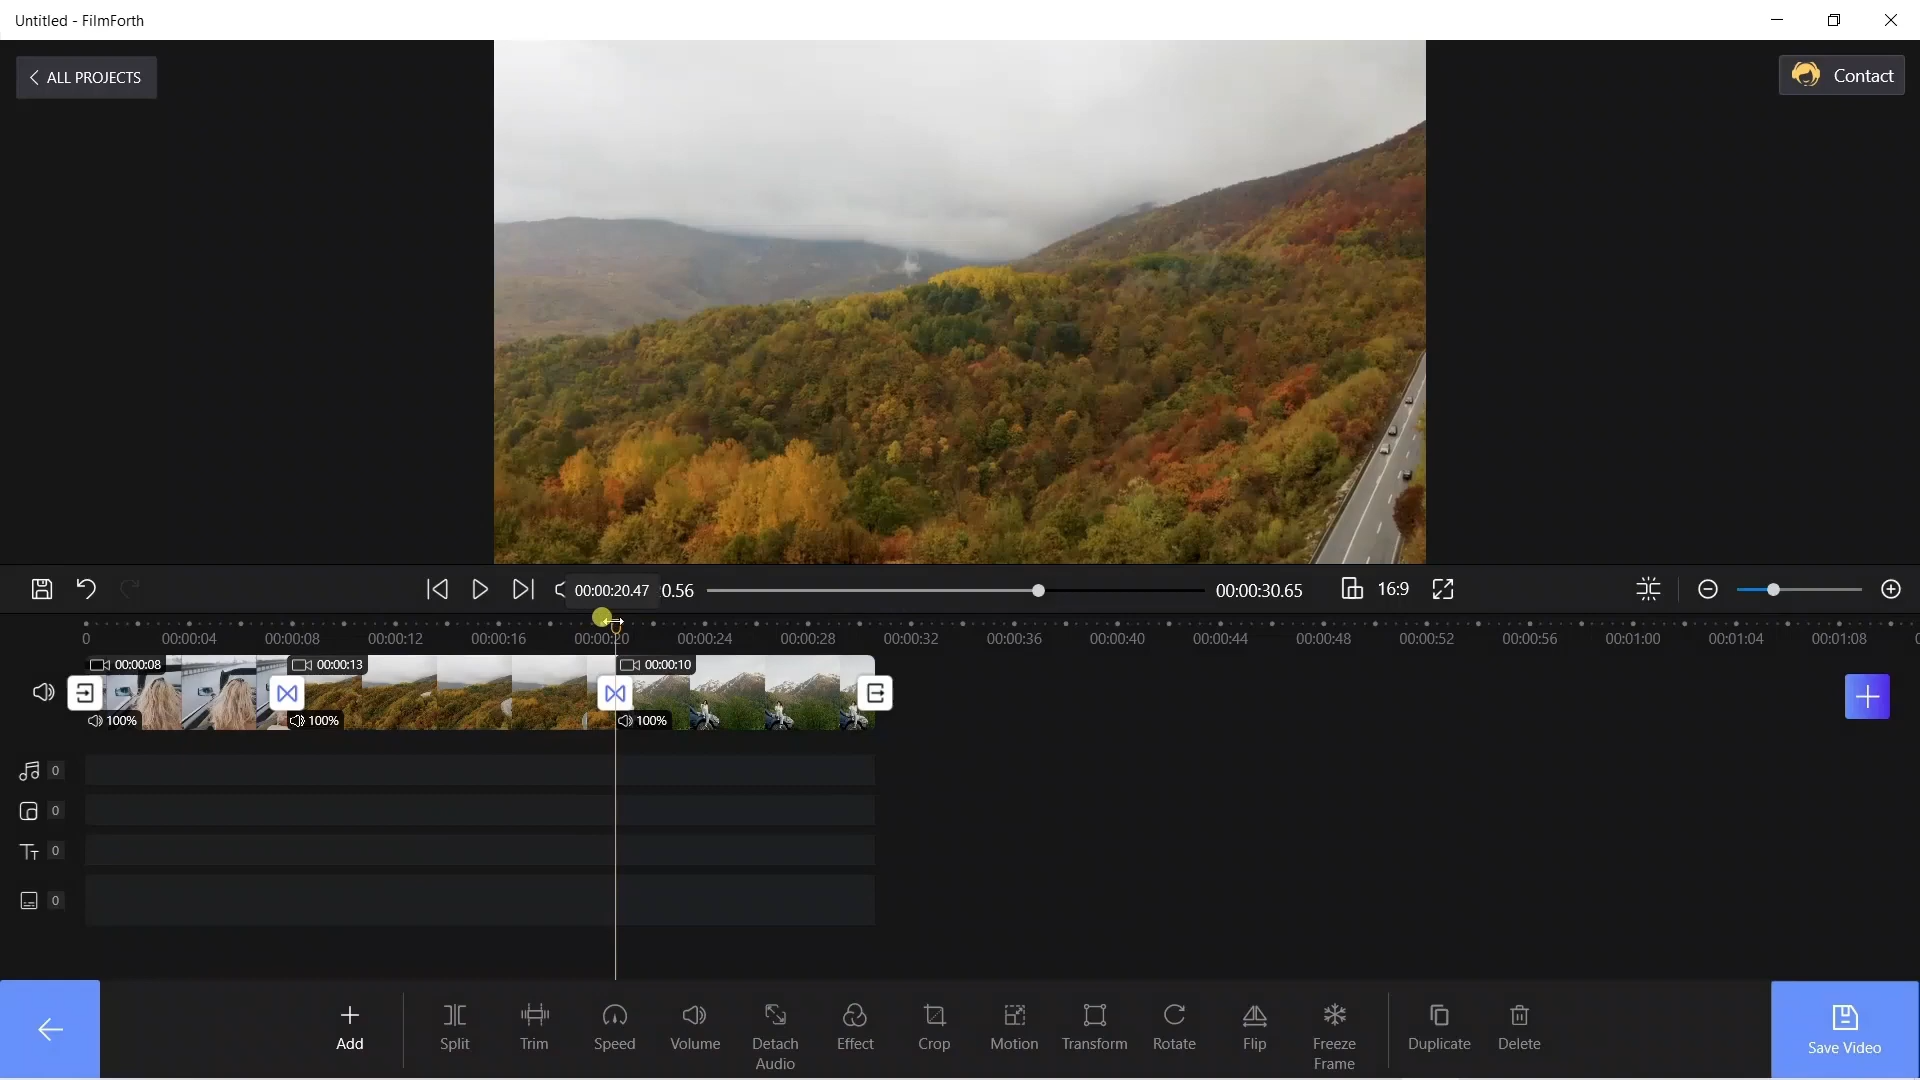 Untitled - FilmForth
ALL PROJECTS
Contact
00:00:20.47 0.56 00:00:30.65 16:9
0 00:00:04 00:00:08 00:00:12 00:00:16 00:00:20 00:00:24 00:00:28 00:00:32 00:00:36 00:00:40 00:00:44 00:00:48 00:00:52 00:00:56 00:01:00 00:01:04 00:01:08
00:00:08 00:00:13 00:00:10
100% 100% 100%
0
0
0
0
Add Split Trim Speed Volume Detach Audio Effect Crop Motion Transform Rotate Flip Freeze Frame Duplicate Delete Save Video